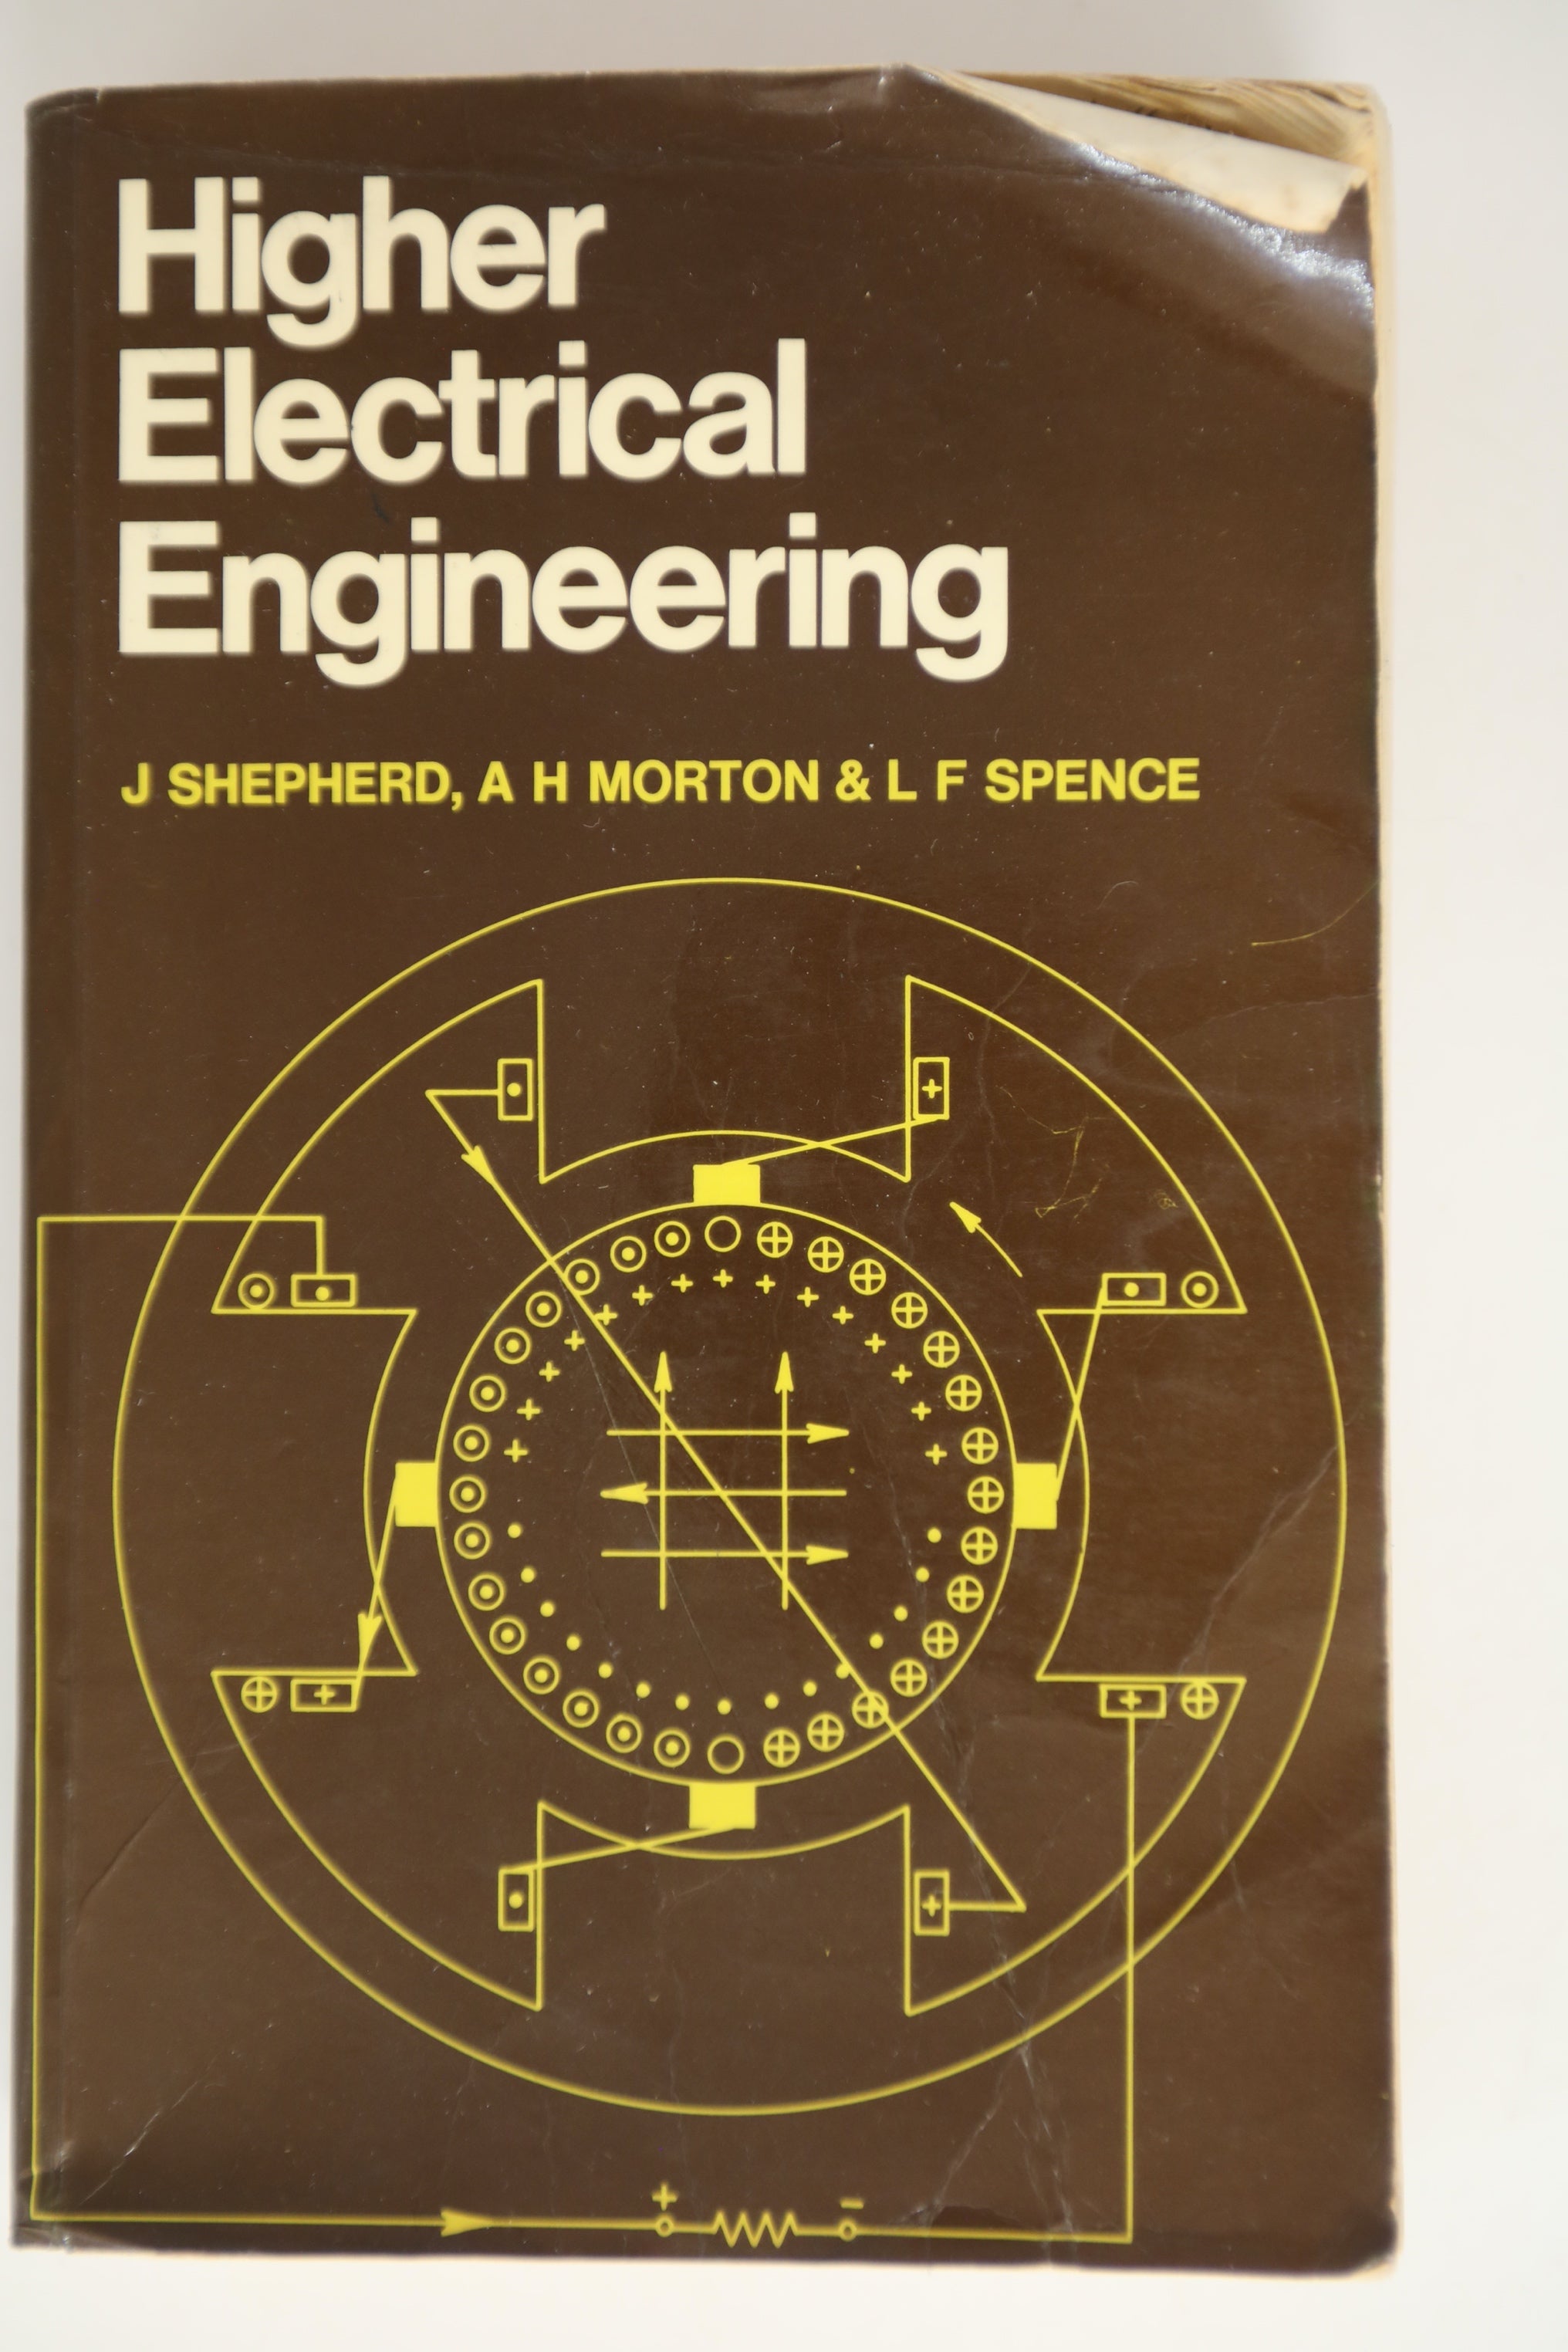 Higher
Electrical
Engineering
J SHEPHERD, A H MORTON & L F SPENCE
+ -